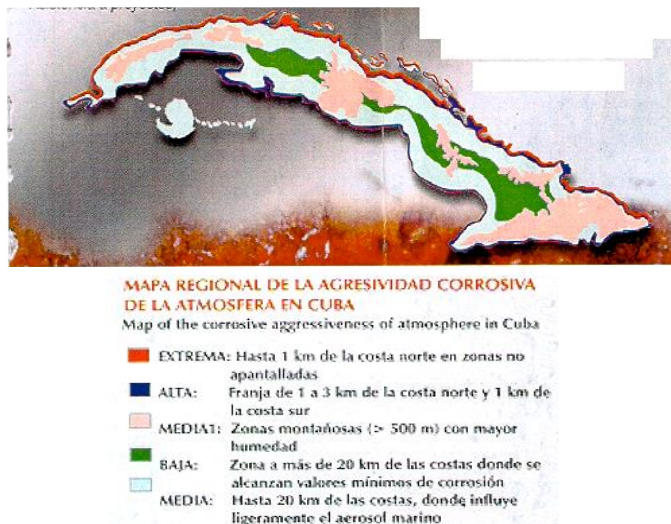 MAPA REGIONAL DE LA AGRESIVIDAD CORROSIVA
DE LA ATMOSFERA EN CUBA
Map of the corrosive aggressiveness of atmosphere in Cuba
EXTREMA: Hasta 1 km de la costa norte en zonas no
apantalladas
ALTA: Franja de 1 a 3 km de la costa norte y 1 km de
la costa sur
MEDIA1: Zonas montañosas (> 500 m) con mayor
humedad
BAJA: Zona a más de 20 km de las costas donde se
alcanzan valores mínimos de corrosión
MEDIA: Hasta 20 km de las costas, donde influye
ligeramente el aerosol marino